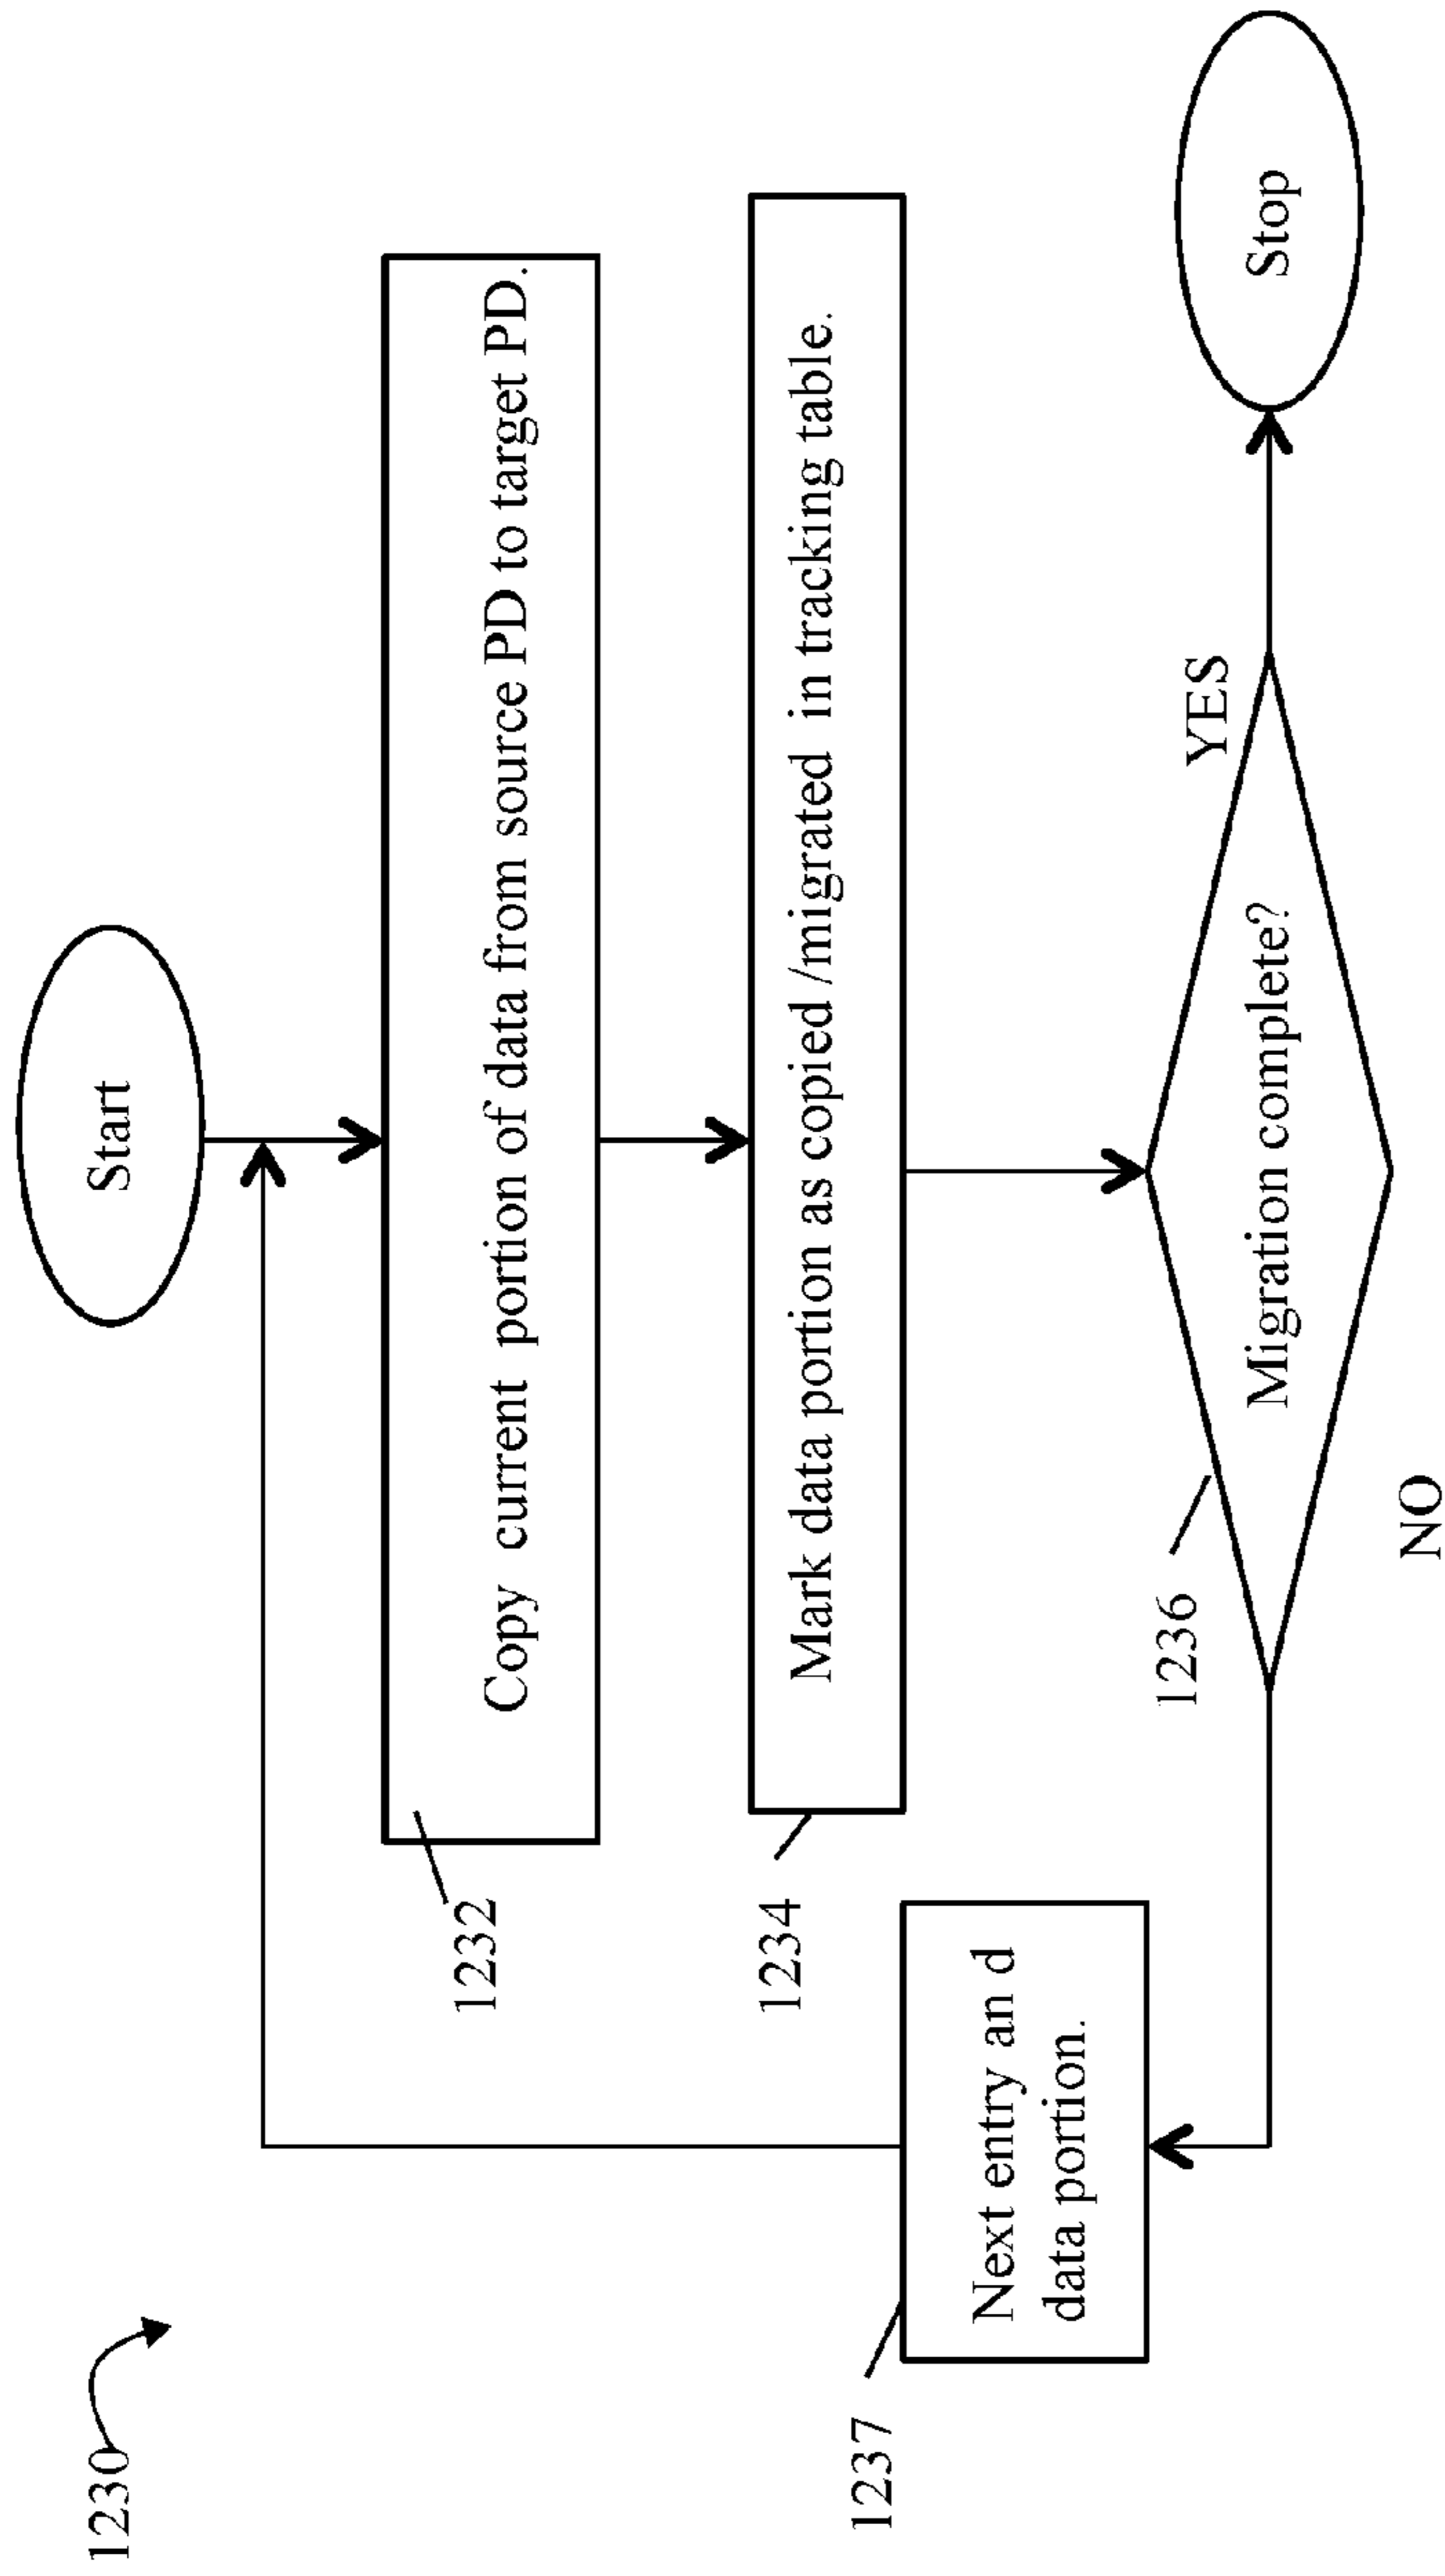 1230
Start
Copy current portion of data from source PD to target PD.
1232
Mark data portion as copied /migrated in tracking table.
1234
Migration complete?
1236
YES
Stop
NO
Next entry an d
data portion.
1237